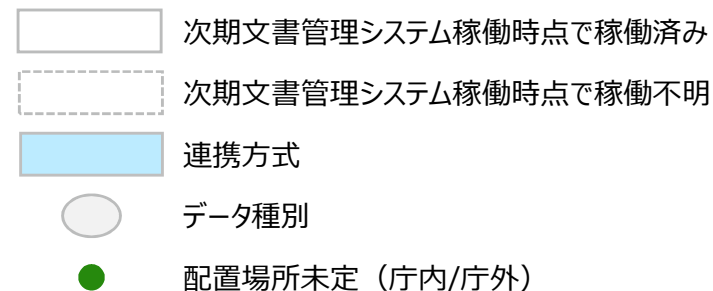 次期文書管理システム稼働時点で稼働済み
次期文書管理システム稼働時点で稼働不明
連携方式
データ種別
配置場所未定（庁内/庁外）